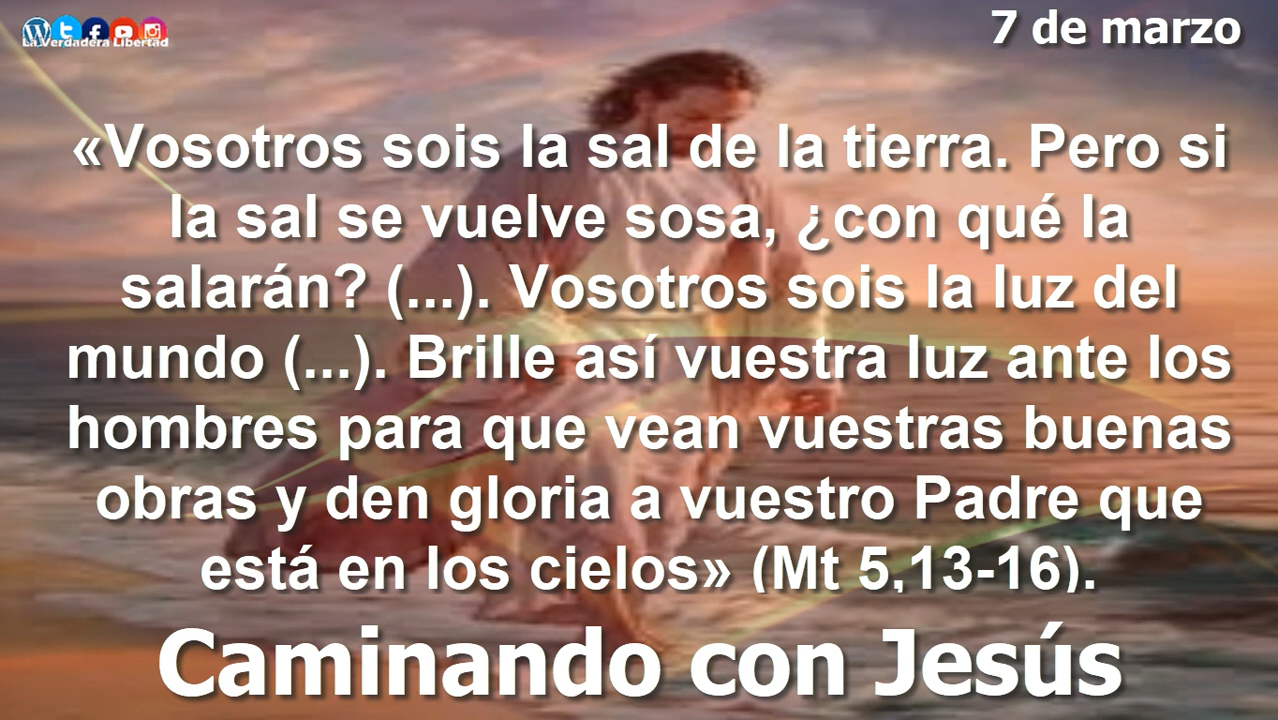 La Verdadera Libertad
7 de marzo
«Vosotros sois la sal de la tierra. Pero si
la sal se vuelve sosa, ¿con qué la
salarán? (...). Vosotros sois la luz del
mundo (...). Brille así vuestra luz ante los
hombres para que vean vuestras buenas
obras y den gloria a vuestro Padre que
está en los cielos» (Mt 5,13-16).
Caminando con Jesús